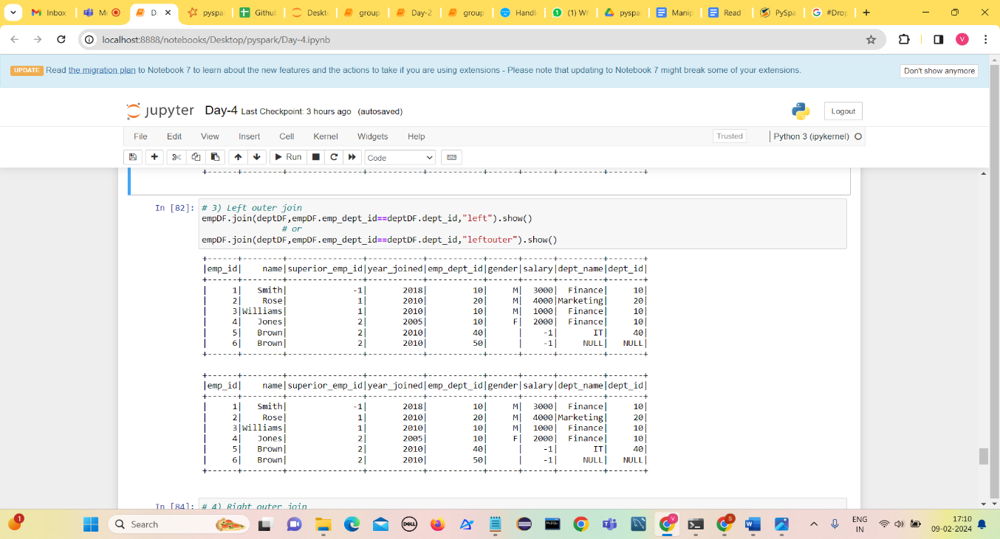 Inbox
D
pyspa
Githu
Deskt
group
Day-2
group
Handl
1 (1) W
pyspa
Manip
Read
PySpa
#Drop
localhost:8888/notebooks/Desktop/pyspark/Day-4.ipynb
V
UPDATE Read the migration plan to Notebook 7 to learn about the new features and the actions to take if you are using extensions - Please note that updating to Notebook 7 might break some of your extensions. Don't show anymore
jupyter Day-4 Last Checkpoint: 3 hours ago (autosaved) Logout
File Edit View Insert Cell Kernel Widgets Help Trusted Python 3 (ipykernel)
Run Code
+------+--------+---------------+-----------+-----------+------+------+---------+-------+
In [82]: # 3) Left outer join
empDF.join(deptDF,empDF.emp_dept_id==deptDF.dept_id,"left").show()
# or
empDF.join(deptDF,empDF.emp_dept_id==deptDF.dept_id,"leftouter").show()
+------+--------+---------------+-----------+-----------+------+------+---------+-------+
|emp_id|    name|superior_emp_id|year_joined|emp_dept_id|gender|salary|dept_name|dept_id|
+------+--------+---------------+-----------+-----------+------+------+---------+-------+
|     1|   Smith|             -1|       2018|         10|     M|  3000|  Finance|     10|
|     2|    Rose|              1|       2010|         20|     M|  4000|Marketing|     20|
|     3|Williams|              1|       2010|         10|     M|  1000|  Finance|     10|
|     4|   Jones|              2|       2005|         10|     F|  2000|  Finance|     10|
|     5|   Brown|              2|       2010|         40|      |    -1|       IT|     40|
|     6|   Brown|              2|       2010|         50|      |    -1|     NULL|   NULL|
+------+--------+---------------+-----------+-----------+------+------+---------+-------+
+------+--------+---------------+-----------+-----------+------+------+---------+-------+
|emp_id|    name|superior_emp_id|year_joined|emp_dept_id|gender|salary|dept_name|dept_id|
+------+--------+---------------+-----------+-----------+------+------+---------+-------+
|     1|   Smith|             -1|       2018|         10|     M|  3000|  Finance|     10|
|     2|    Rose|              1|       2010|         20|     M|  4000|Marketing|     20|
|     3|Williams|              1|       2010|         10|     M|  1000|  Finance|     10|
|     4|   Jones|              2|       2005|         10|     F|  2000|  Finance|     10|
|     5|   Brown|              2|       2010|         40|      |    -1|       IT|     40|
|     6|   Brown|              2|       2010|         50|      |    -1|     NULL|   NULL|
+------+--------+---------------+-----------+-----------+------+------+---------+-------+
In [84]: # 4) Right outer join
1
Search
DELL
V
S
ENG
IN
17:10
09-02-2024